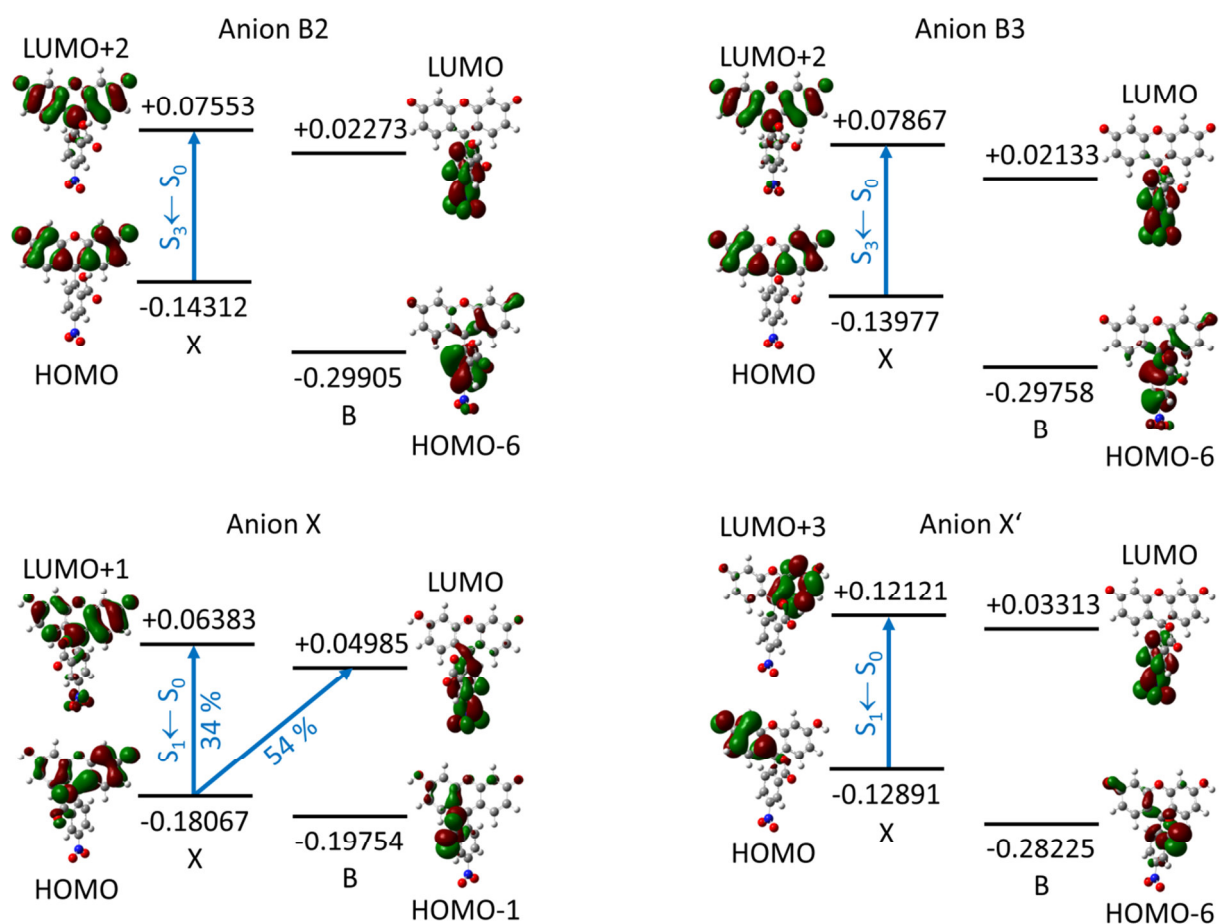 Anion B2
LUMO+2
LUMO
+0.07553
+0.02273
S3 ← S0
-0.14312
X
-0.29905
B
HOMO
HOMO-6
Anion B3
LUMO+2
LUMO
+0.07867
+0.02133
S3 ← S0
-0.13977
X
-0.29758
B
HOMO
HOMO-6
Anion X
LUMO+1
LUMO
+0.06383
+0.04985
S1 ← S0
34 %
54 %
-0.18067
X
-0.19754
B
HOMO
HOMO-1
Anion X‘
LUMO+3
LUMO
+0.12121
+0.03313
S1 ← S0
-0.12891
X
-0.28225
B
HOMO
HOMO-6